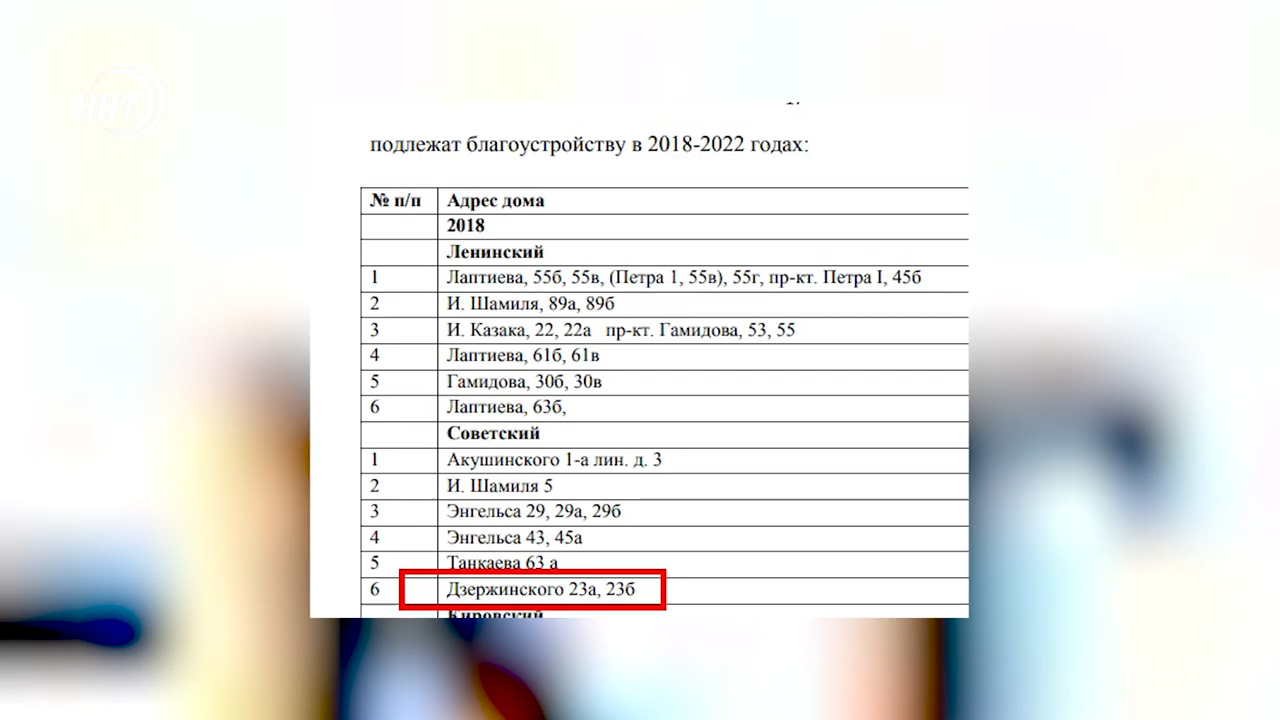 ННТ
подлежат благоустройству в 2018-2022 годах:
№ п/п Адрес дома
2018
Ленинский
1 Лаптиева, 55б, 55в, (Петра 1, 55в), 55г, пр-кт. Петра I, 45б
2 И. Шамиля, 89а, 89б
3 И. Казака, 22, 22а пр-кт. Гамидова, 53, 55
4 Лаптиева, 61б, 61в
5 Гамидова, 30б, 30в
6 Лаптиева, 63б,
Советский
1 Акушинского 1-а лин. д. 3
2 И. Шамиля 5
3 Энгельса 29, 29а, 29б
4 Энгельса 43, 45а
5 Танкаева 63 а
6 Дзержинского 23а, 23б
Кировский